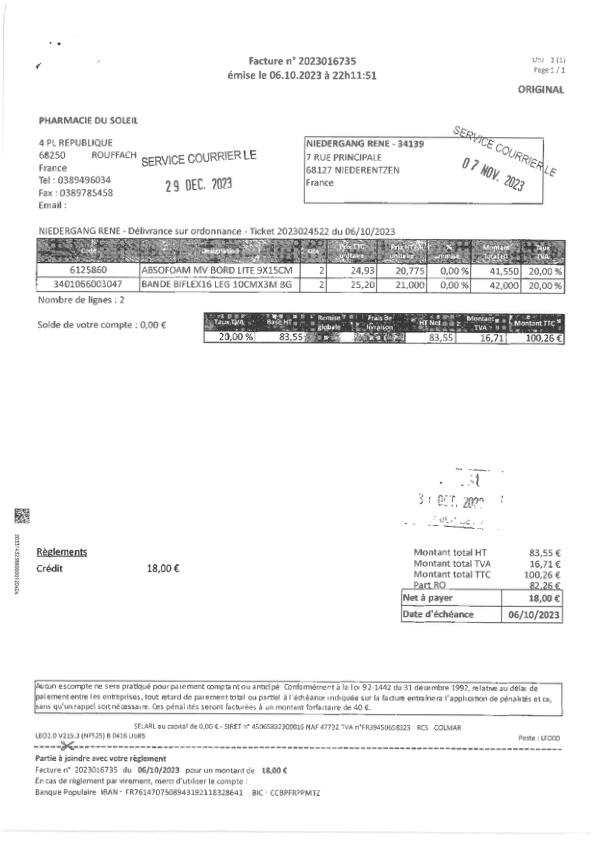 Facture n° 2023016735
émise le 06.10.2023 à 22h11:51
1 (1)
Page 1 / 1
ORIGINAL
PHARMACIE DU SOLEIL
4 PL REPUBLIQUE
68250 ROUFFACH
France
Tel : 0389496034
Fax : 0389785458
Email :
SERVICE COURRIER LE
29 DEC. 2023
NIEDERGANG RENE - 34139
7 RUE PRINCIPALE
68127 NIEDERENTZEN
France
SERVICE COURRIER LE
07 NOV. 2023
NIEDERGANG RENE - Délivrance sur ordonnance - Ticket 2023024522 du 06/10/2023
Code Désignation Qté Prix TTC unitaire Prix HT unitaire % remise Montant total HT Taux TVA
6125860 ABSOFOAM MV BORD LITE 9X15CM 2 24,93 20,775 0,00 % 41,550 20,00 %
3401066003047 BANDE BIFLEX16 LEG 10CMX3M BG 2 25,20 21,000 0,00 % 42,000 20,00 %
Nombre de lignes : 2
Solde de votre compte : 0,00 €
Taux TVA Base HT Remise globale Frais de livraison HT Net Montant TVA Montant TTC
20,00 % 83,55 83,55 16,71 100,26 €
Règlements
Crédit 18,00 €
Montant total HT 83,55 €
Montant total TVA 16,71 €
Montant total TTC 100,26 €
Part RO 82,26 €
Net à payer 18,00 €
Date d'échéance 06/10/2023
Aucun escompte ne sera pratiqué pour paiement comptant ou anticipé. Conformément à la loi 92-1442 du 31 décembre 1992, relative au délai de
paiement entre les entreprises, tout retard de paiement total ou partiel à l'échéance indiquée sur la facture entraînera l'application de pénalités et ce,
sans qu'un rappel soit nécessaire. Ces pénalités seront facturées à un montant forfaitaire de 40 €.
SELARL au capital de 0,00 € - SIRET n° 45065832300016 NAF 4773Z TVA n°FR39450658323 RCS COLMAR
LEO2.0 V215.3 (NF525) B 0416 Poste : LEO00
Partie à joindre avec votre règlement
Facture n° 2023016735 du 06/10/2023 pour un montant de 18,00 €
En cas de règlement par virement, merci d'utiliser le compte :
Banque Populaire IBAN - FR7614707508943192118328641 BIC - CCBPFRPPMTZ